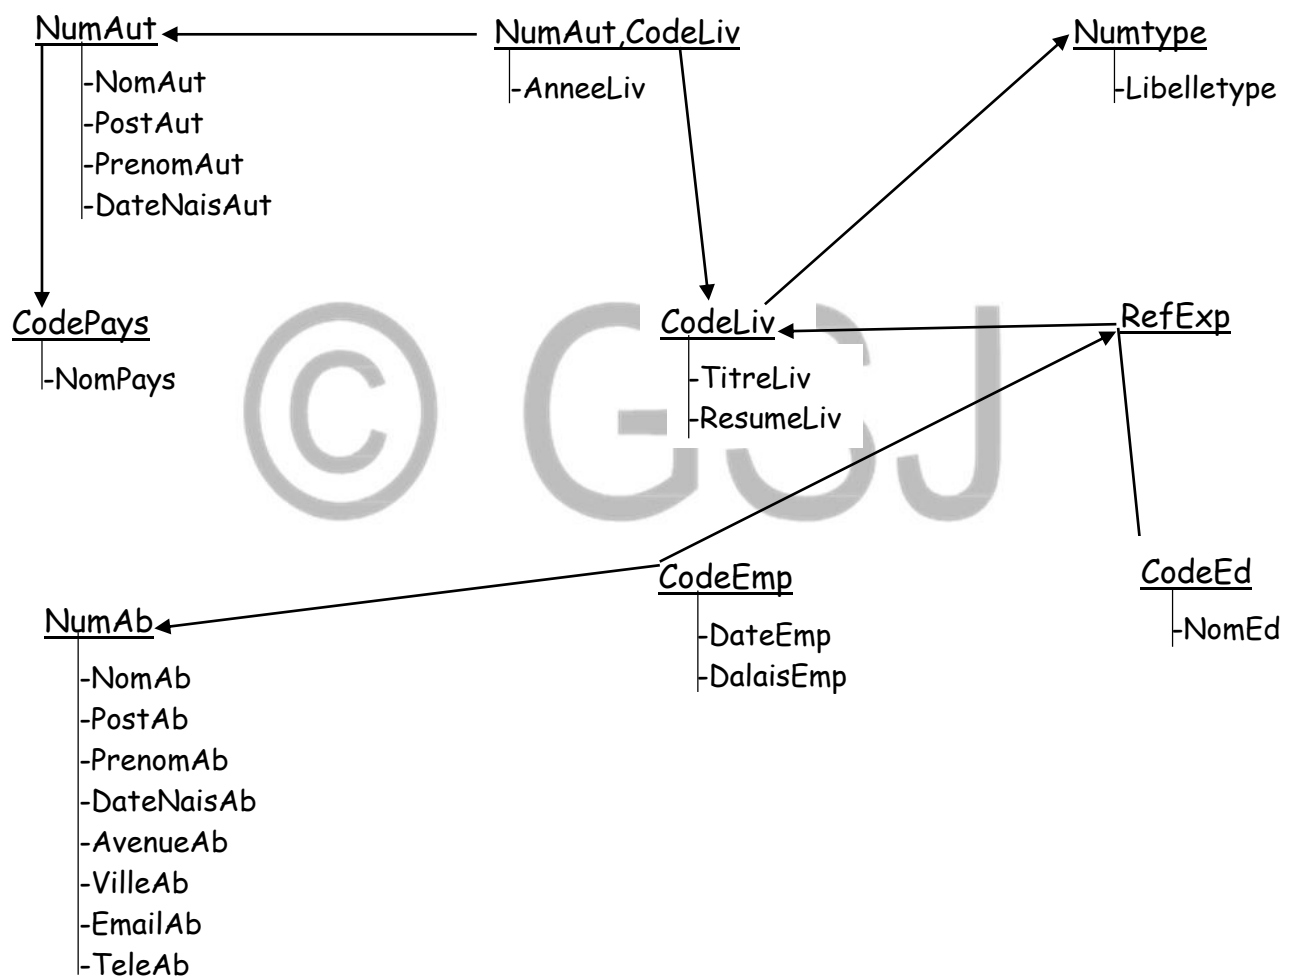 NumAut
-NomAut
-PostAut
-PrenomAut
-DateNaisAut
NumAut,CodeLiv
-AnneeLiv
Numtype
-Libelletype
CodePays
-NomPays
CodeLiv
-TitreLiv
-ResumeLiv
RefExp
© GSJ
CodeEmp
-DateEmp
-DalaisEmp
CodeEd
-NomEd
NumAb
-NomAb
-PostAb
-PrenomAb
-DateNaisAb
-AvenueAb
-VilleAb
-EmailAb
-TeleAb